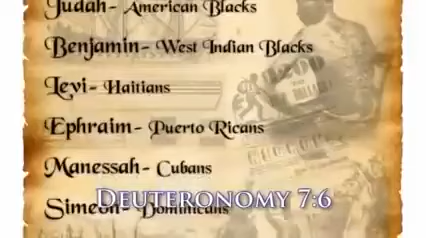 Judah- American Blacks
Benjamin- West Indian Blacks
Levi- Haitians
Ephraim- Puerto Ricans
Manessah- Cubans
Simeon- Dominicans
Deuteronomy 7:6